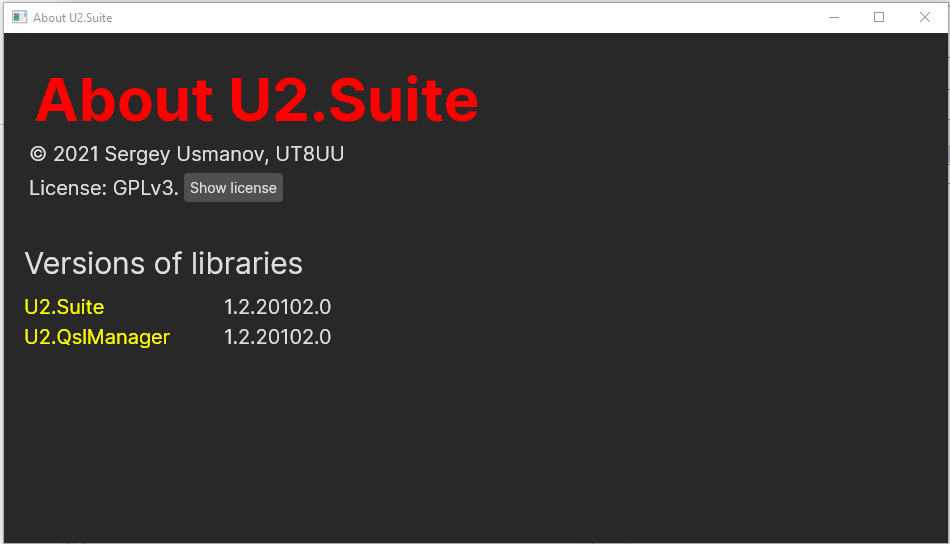 About U2.Suite
About U2.Suite
© 2021 Sergey Usmanov, UT8UU
License: GPLv3. Show license
Versions of libraries
U2.Suite 1.2.20102.0
U2.QslManager 1.2.20102.0